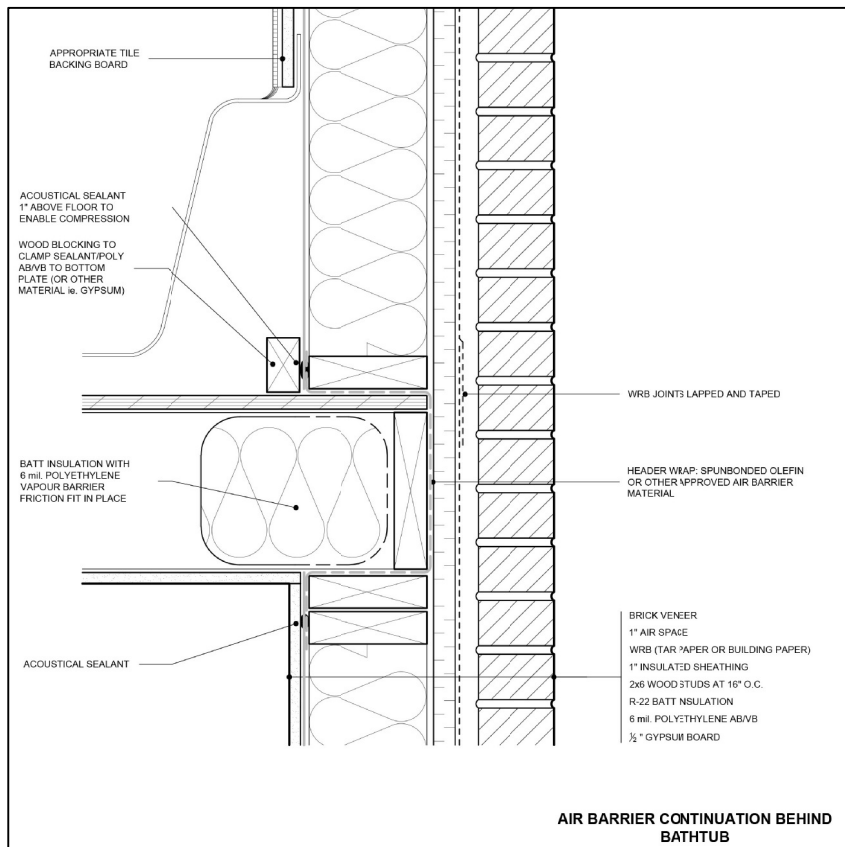 APPROPRIATE TILE
BACKING BOARD
ACOUSTICAL SEALANT
1" ABOVE FLOOR TO
ENABLE COMPRESSION
WOOD BLOCKING TO
CLAMP SEALANT/POLY
AB/VB TO BOTTOM
PLATE (OR OTHER
MATERIAL ie. GYPSUM)
WRB JOINTS LAPPED AND TAPED
BATT INSULATION WITH
6 mil. POLYETHYLENE
VAPOUR BARRIER
FRICTION FIT IN PLACE
HEADER WRAP: SPUNBONDED OLEFIN
OR OTHER APPROVED AIR BARRIER
MATERIAL
ACOUSTICAL SEALANT
BRICK VENEER
1" AIR SPACE
WRB (TAR PAPER OR BUILDING PAPER)
1" INSULATED SHEATHING
2x6 WOOD STUDS AT 16" O.C.
R-22 BATT INSULATION
6 mil. POLYETHYLENE AB/VB
½ " GYPSUM BOARD
AIR BARRIER CONTINUATION BEHIND
BATHTUB